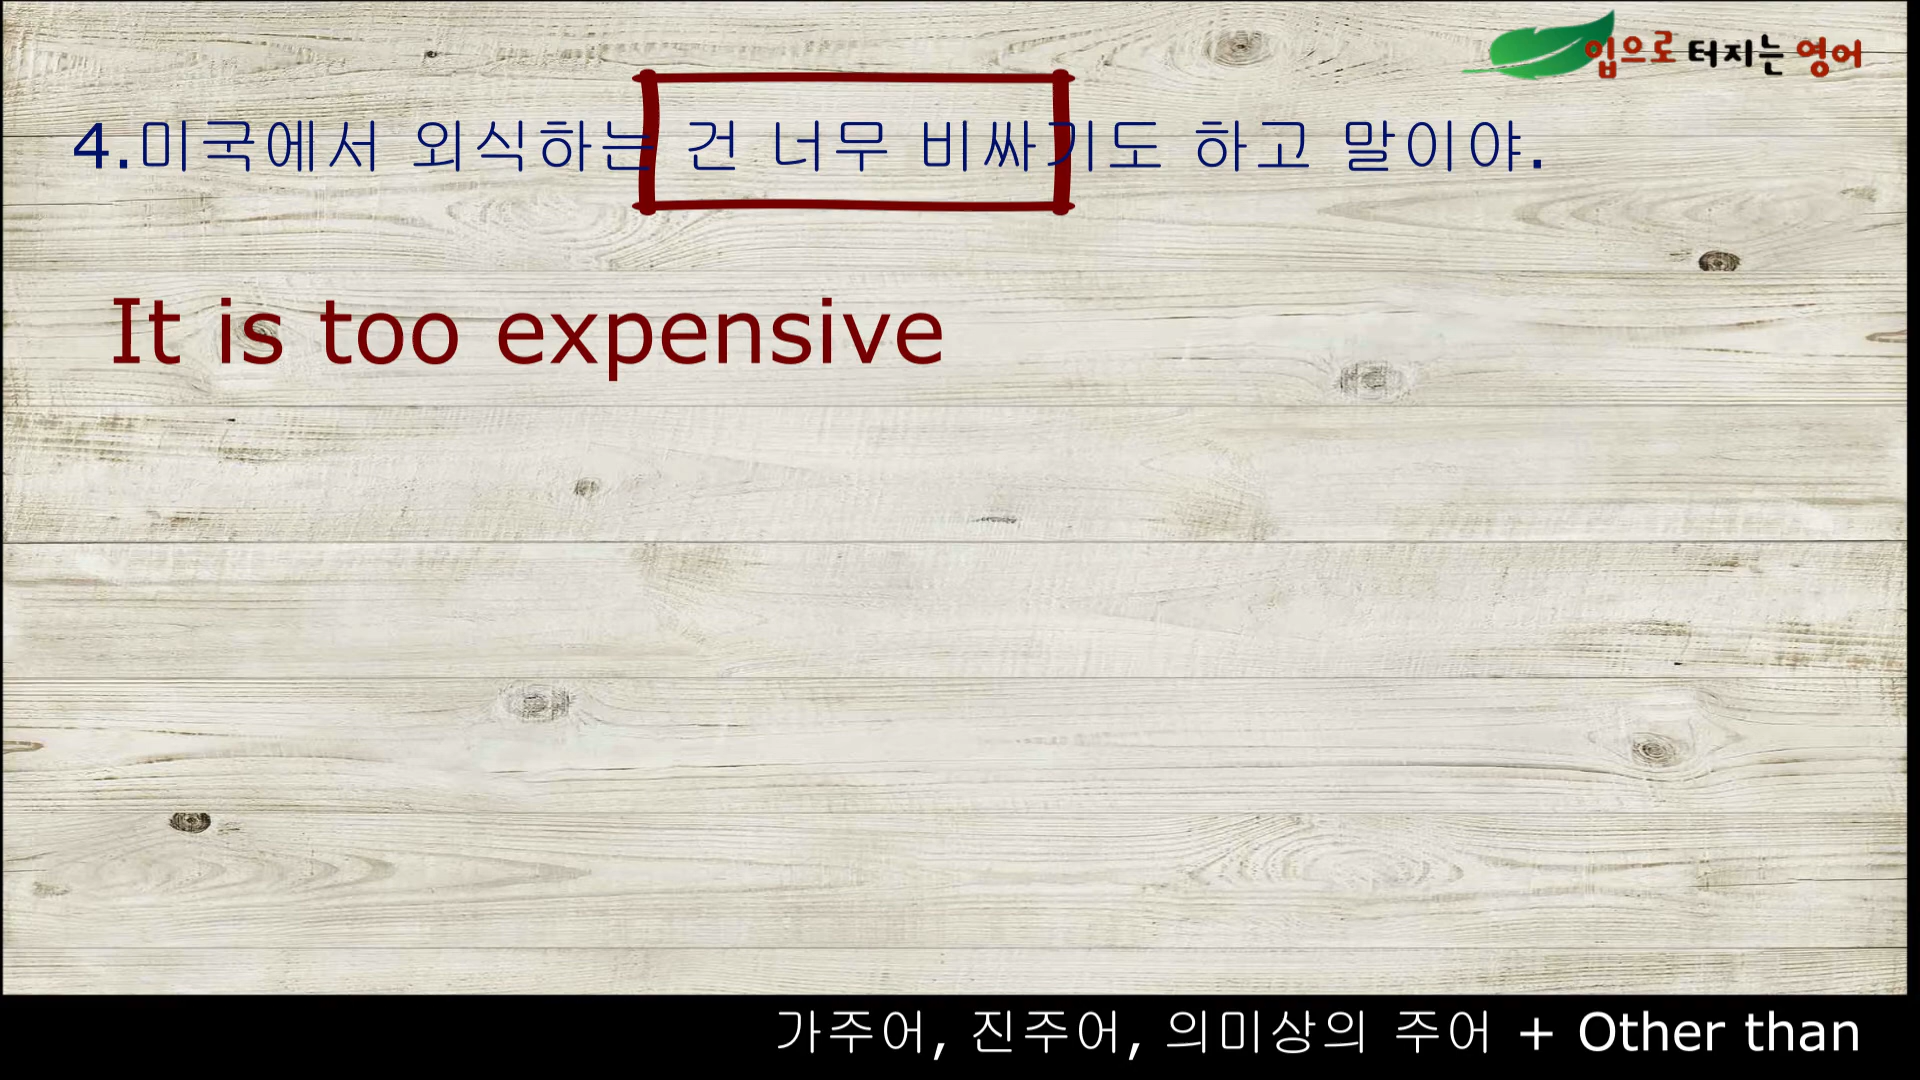 입으로 터지는 영어
4.미국에서 외식하는 건 너무 비싸기도 하고 말이야.
It is too expensive
가주어, 진주어, 의미상의 주어 + Other than